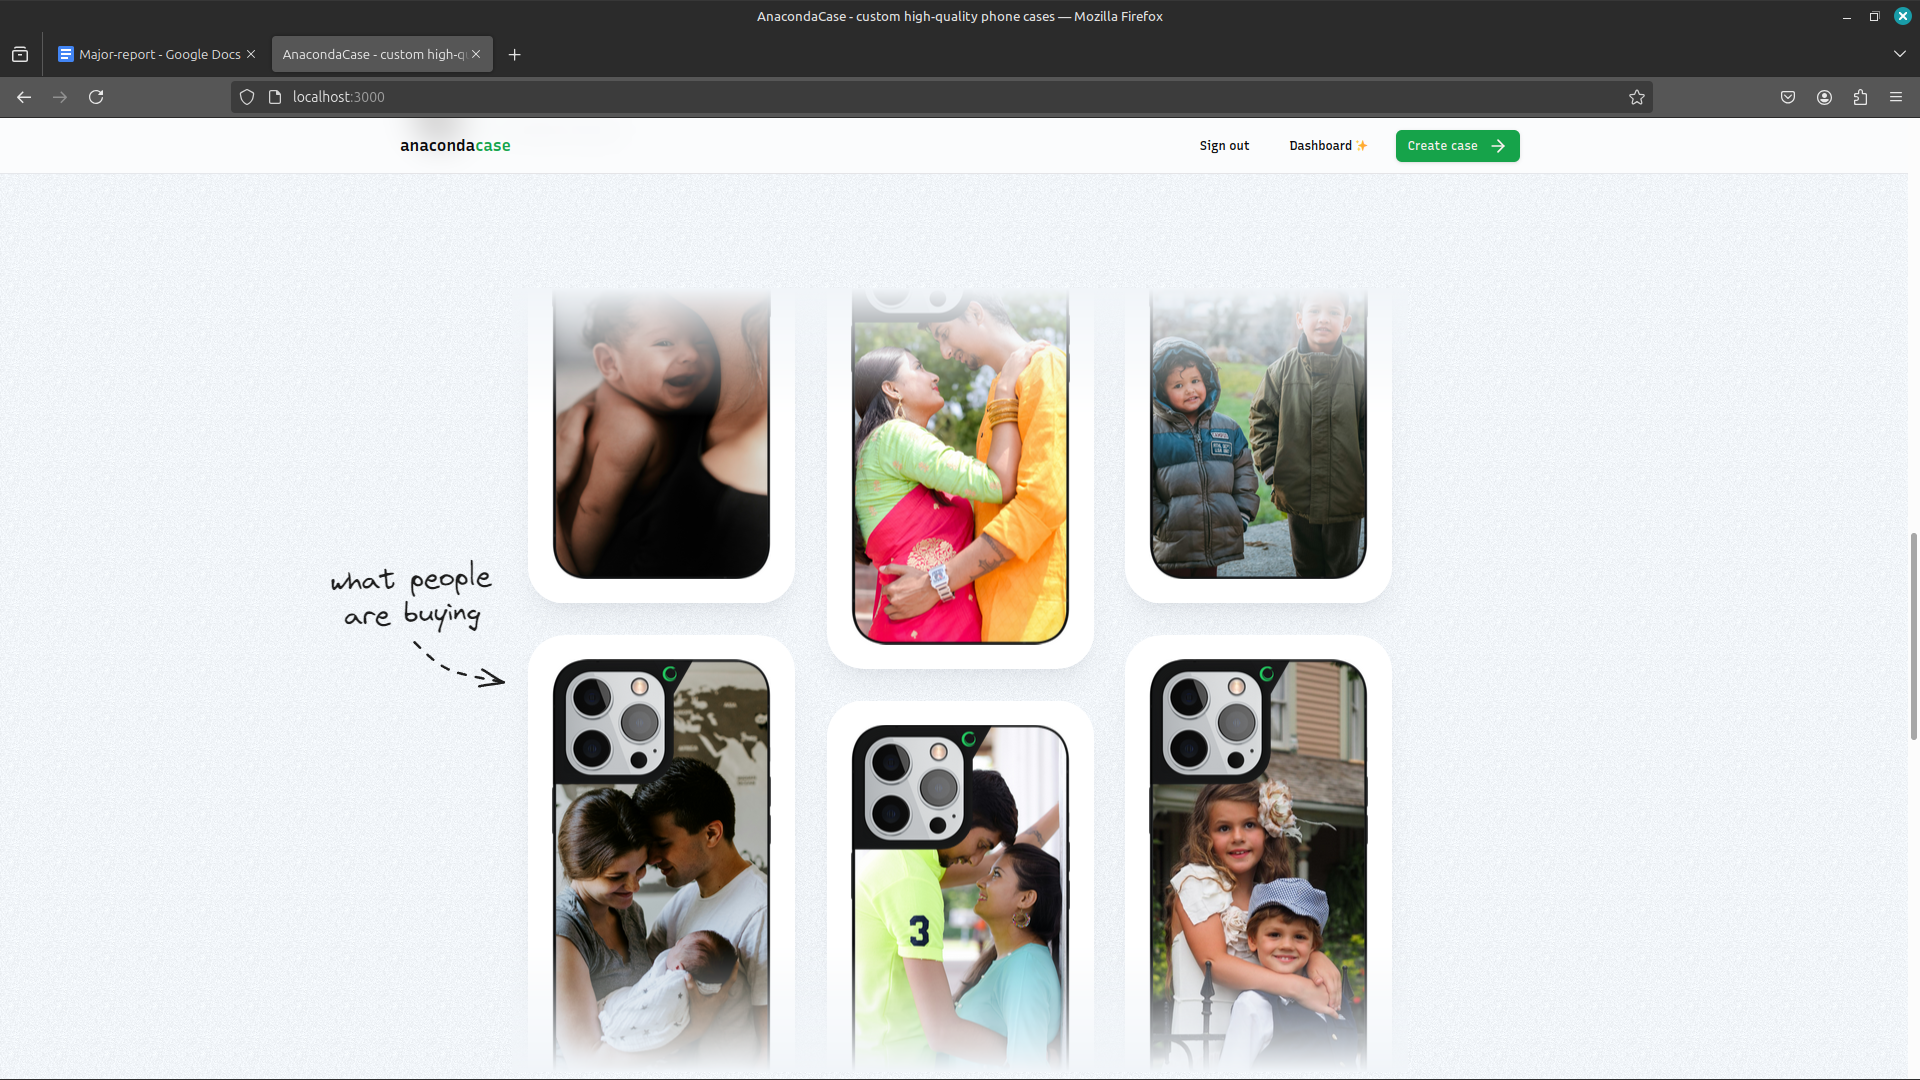 AnacondaCase - custom high-quality phone cases — Mozilla Firefox
Major-report - Google Docs
AnacondaCase - custom high-q
localhost:3000
anacondacase
Sign out
Dashboard ✨
Create case
what people
are buying
3